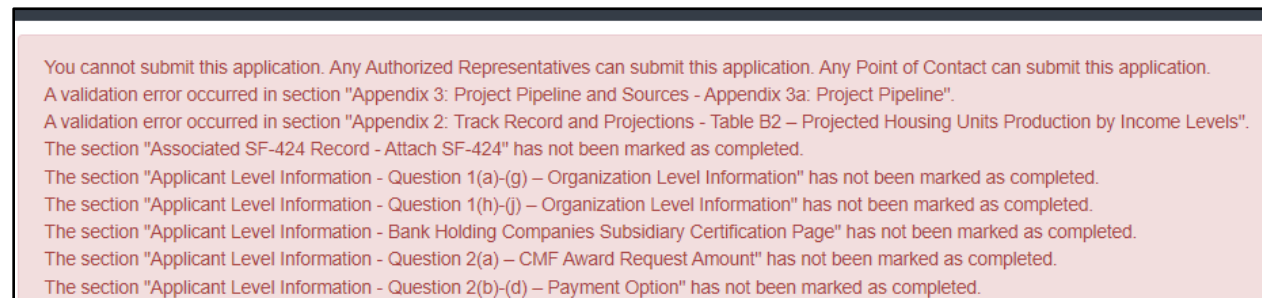 You cannot submit this application. Any Authorized Representatives can submit this application. Any Point of Contact can submit this application.
A validation error occurred in section "Appendix 3: Project Pipeline and Sources - Appendix 3a: Project Pipeline".
A validation error occurred in section "Appendix 2: Track Record and Projections - Table B2 – Projected Housing Units Production by Income Levels".
The section "Associated SF-424 Record - Attach SF-424" has not been marked as completed.
The section "Applicant Level Information - Question 1(a)-(g) – Organization Level Information" has not been marked as completed.
The section "Applicant Level Information - Question 1(h)-(j) – Organization Level Information" has not been marked as completed.
The section "Applicant Level Information - Bank Holding Companies Subsidiary Certification Page" has not been marked as completed.
The section "Applicant Level Information - Question 2(a) – CMF Award Request Amount" has not been marked as completed.
The section "Applicant Level Information - Question 2(b)-(d) – Payment Option" has not been marked as completed.